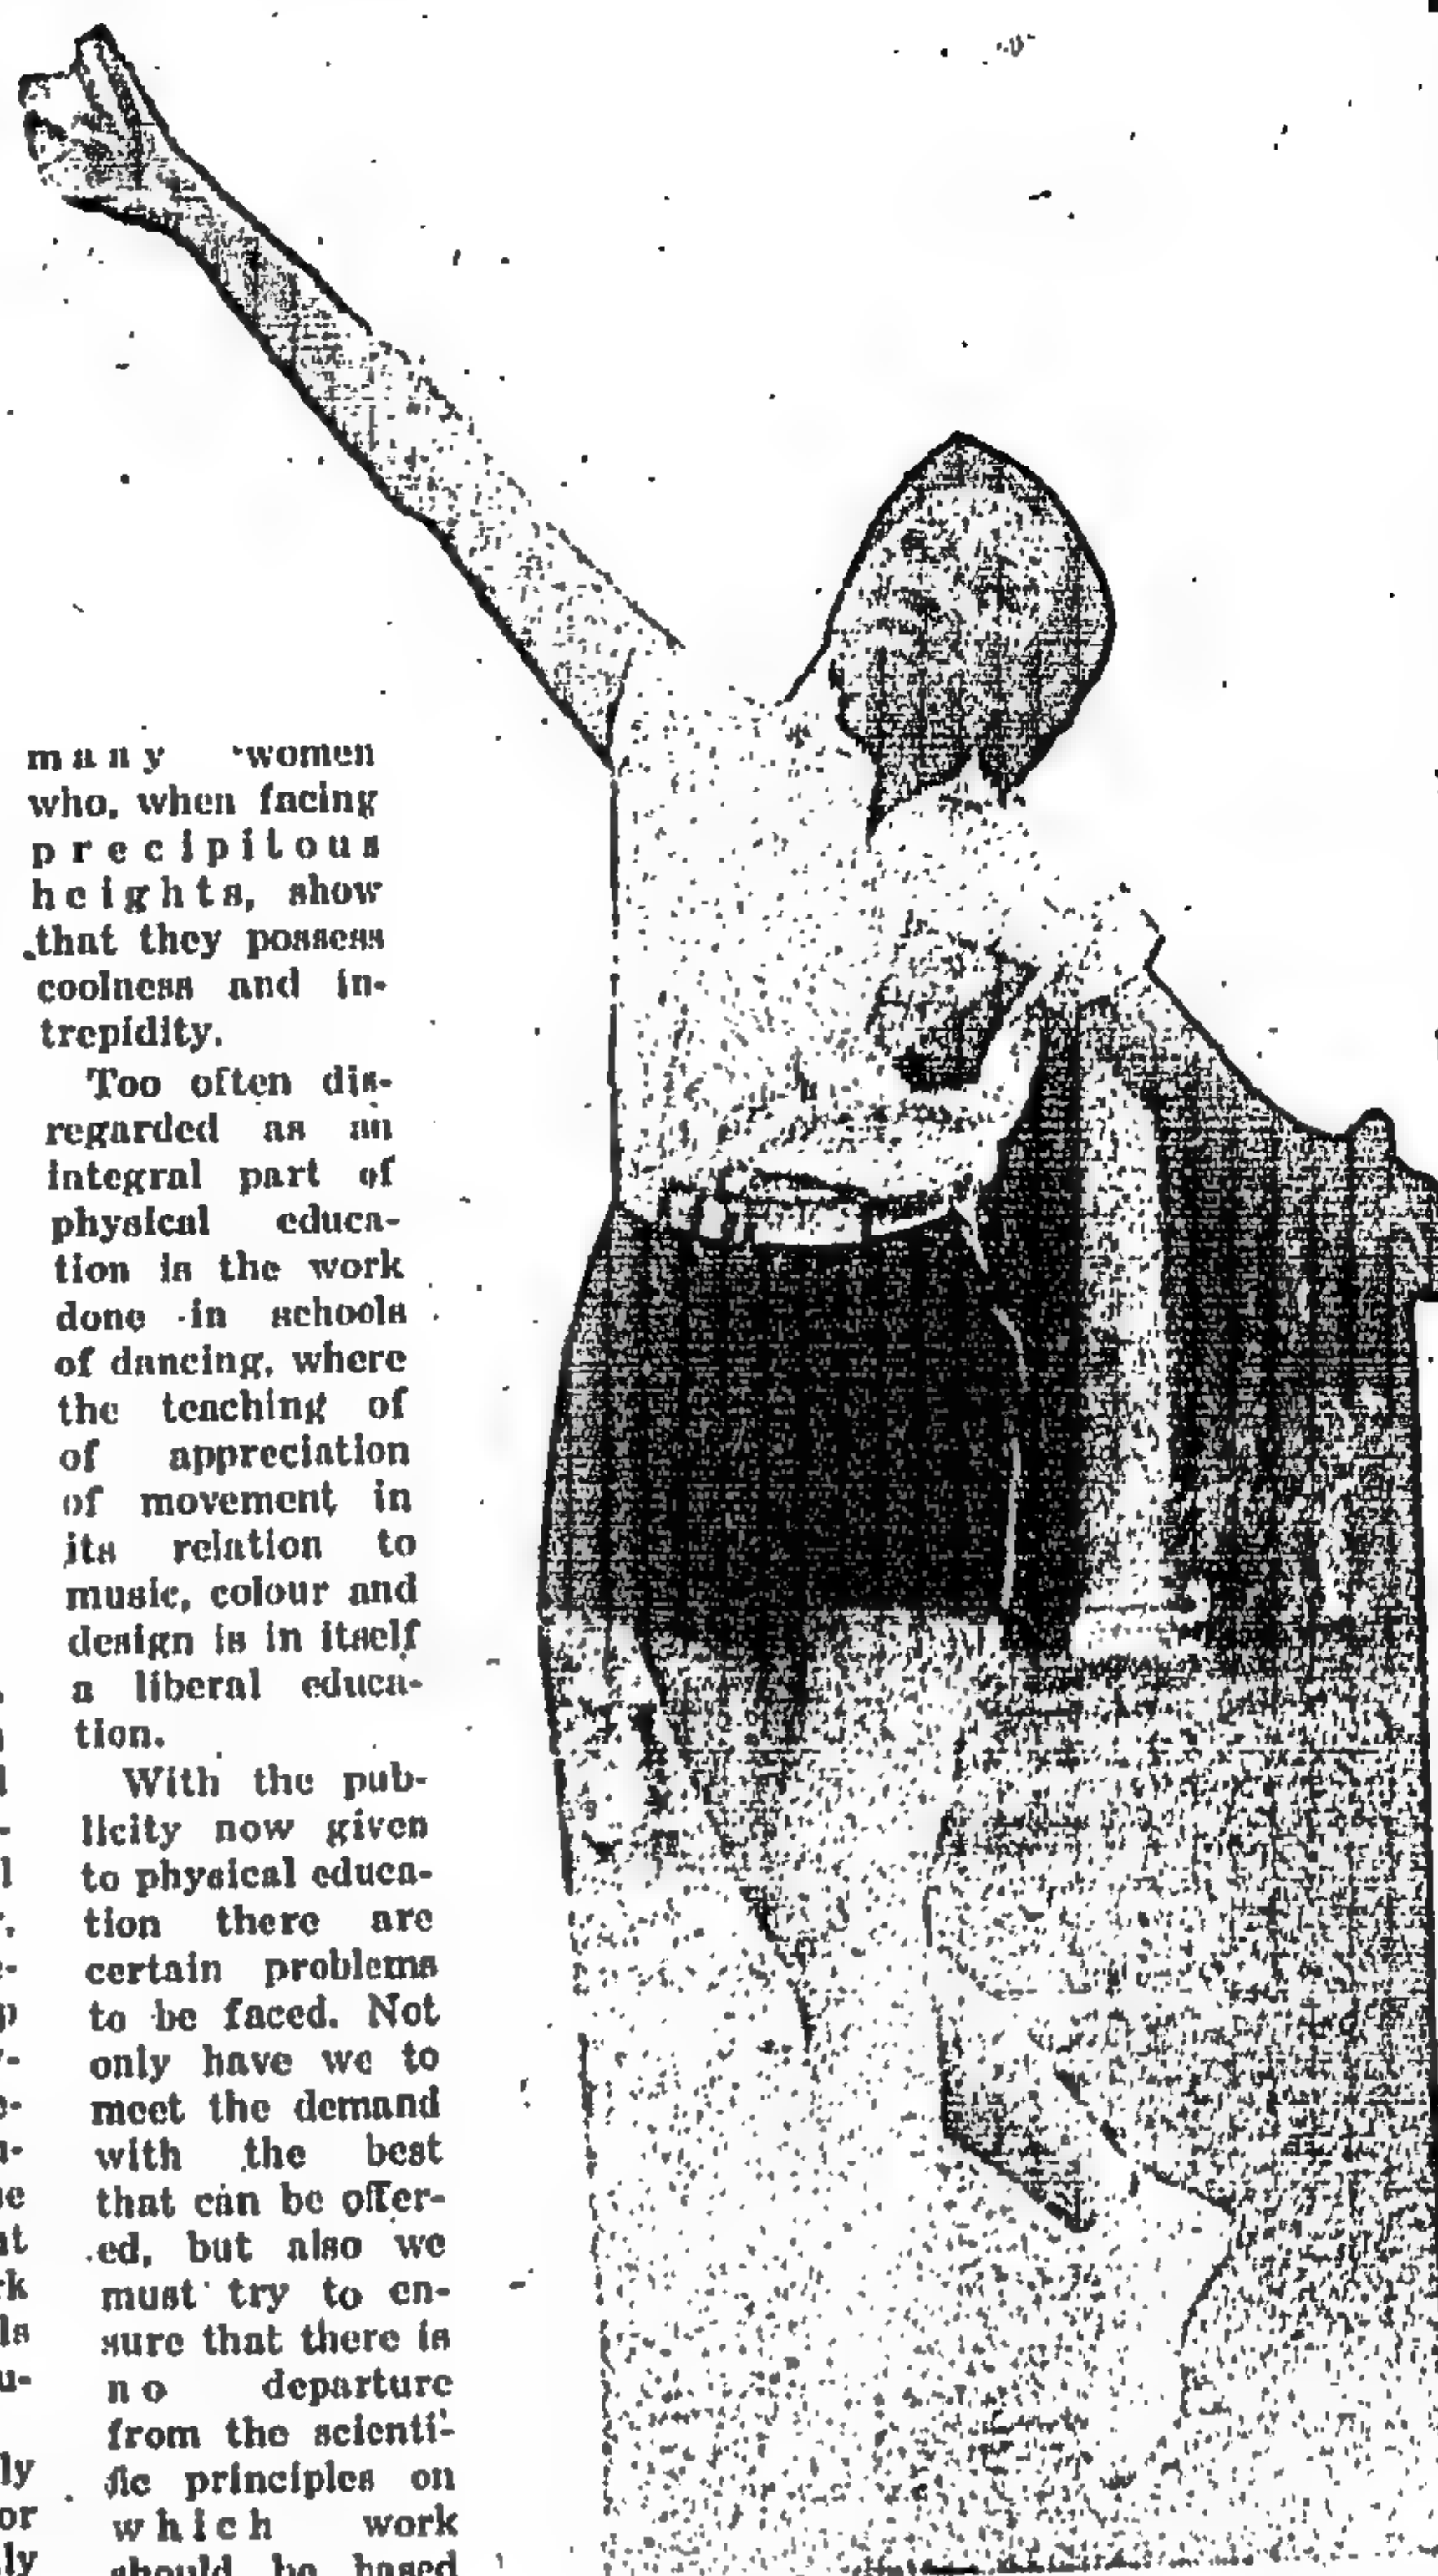 many women
who, when facing
precipitous
heights, show
that they possess
coolness and in-
trepidity.
Too often dis-
regarded as an
integral part of
physical educa-
tion is the work
done in schools
of dancing, where
the teaching of
of appreciation
of movement in
its relation to
music, colour and
design is in itself
a liberal educa-
tion.
With the pub-
licity now given
to physical educa-
tion there are
certain problems
to be faced. Not
only have we to
meet the demand
with the best
that can be offer-
ed, but also we
must try to en-
sure that there is
no departure
from the scienti-
fic principles on
which work
should be based